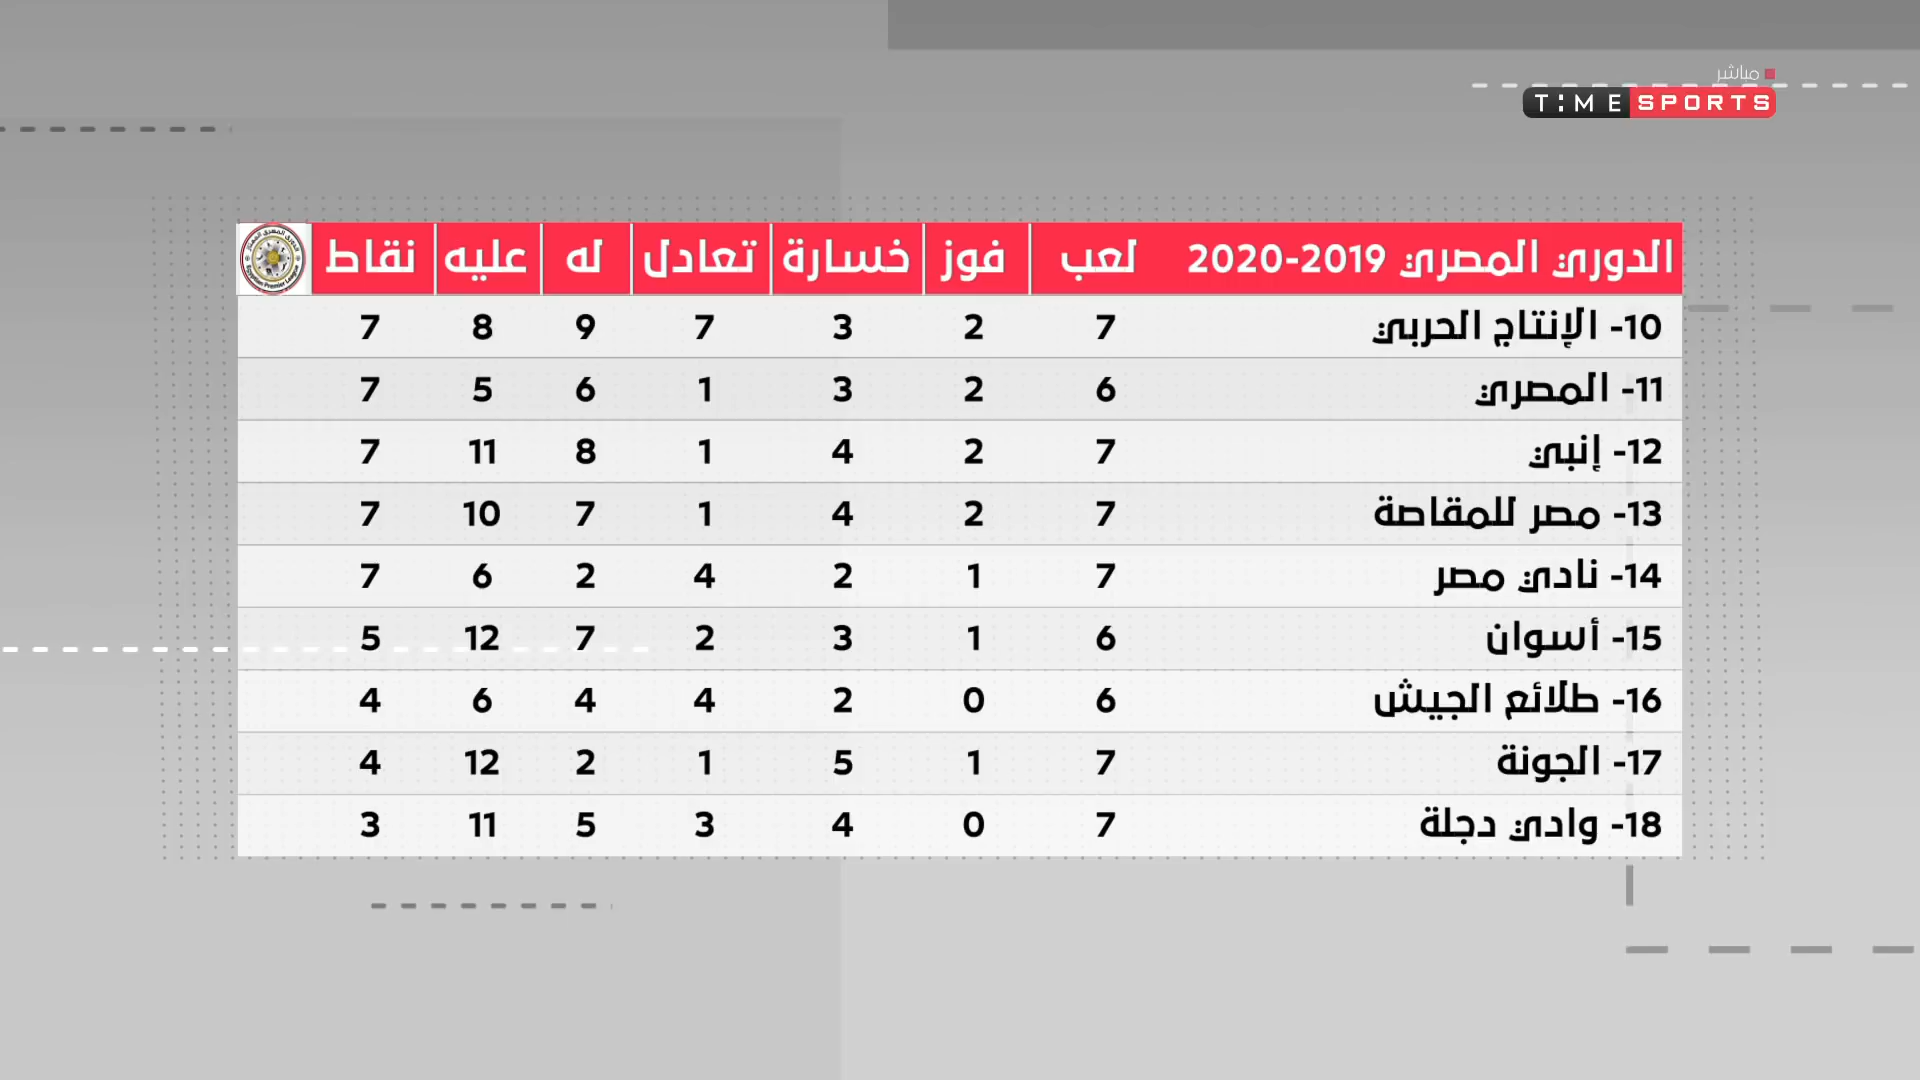 مباشر
TIME SPORTS
الدوري المصري 2019-2020 لعب فوز خسارة تعادل له عليه نقاط
10- الإنتاج الحربي 7 2 3 7 9 8 7
11- المصري 6 2 3 1 6 5 7
12- إنبي 7 2 4 1 8 11 7
13- مصر للمقاصة 7 2 4 1 7 10 7
14- نادي مصر 7 1 2 4 2 6 7
15- أسوان 6 1 3 2 7 12 5
16- طلائع الجيش 6 0 2 4 4 6 4
17- الجونة 7 1 5 1 2 12 4
18- وادي دجلة 7 0 4 3 5 11 3